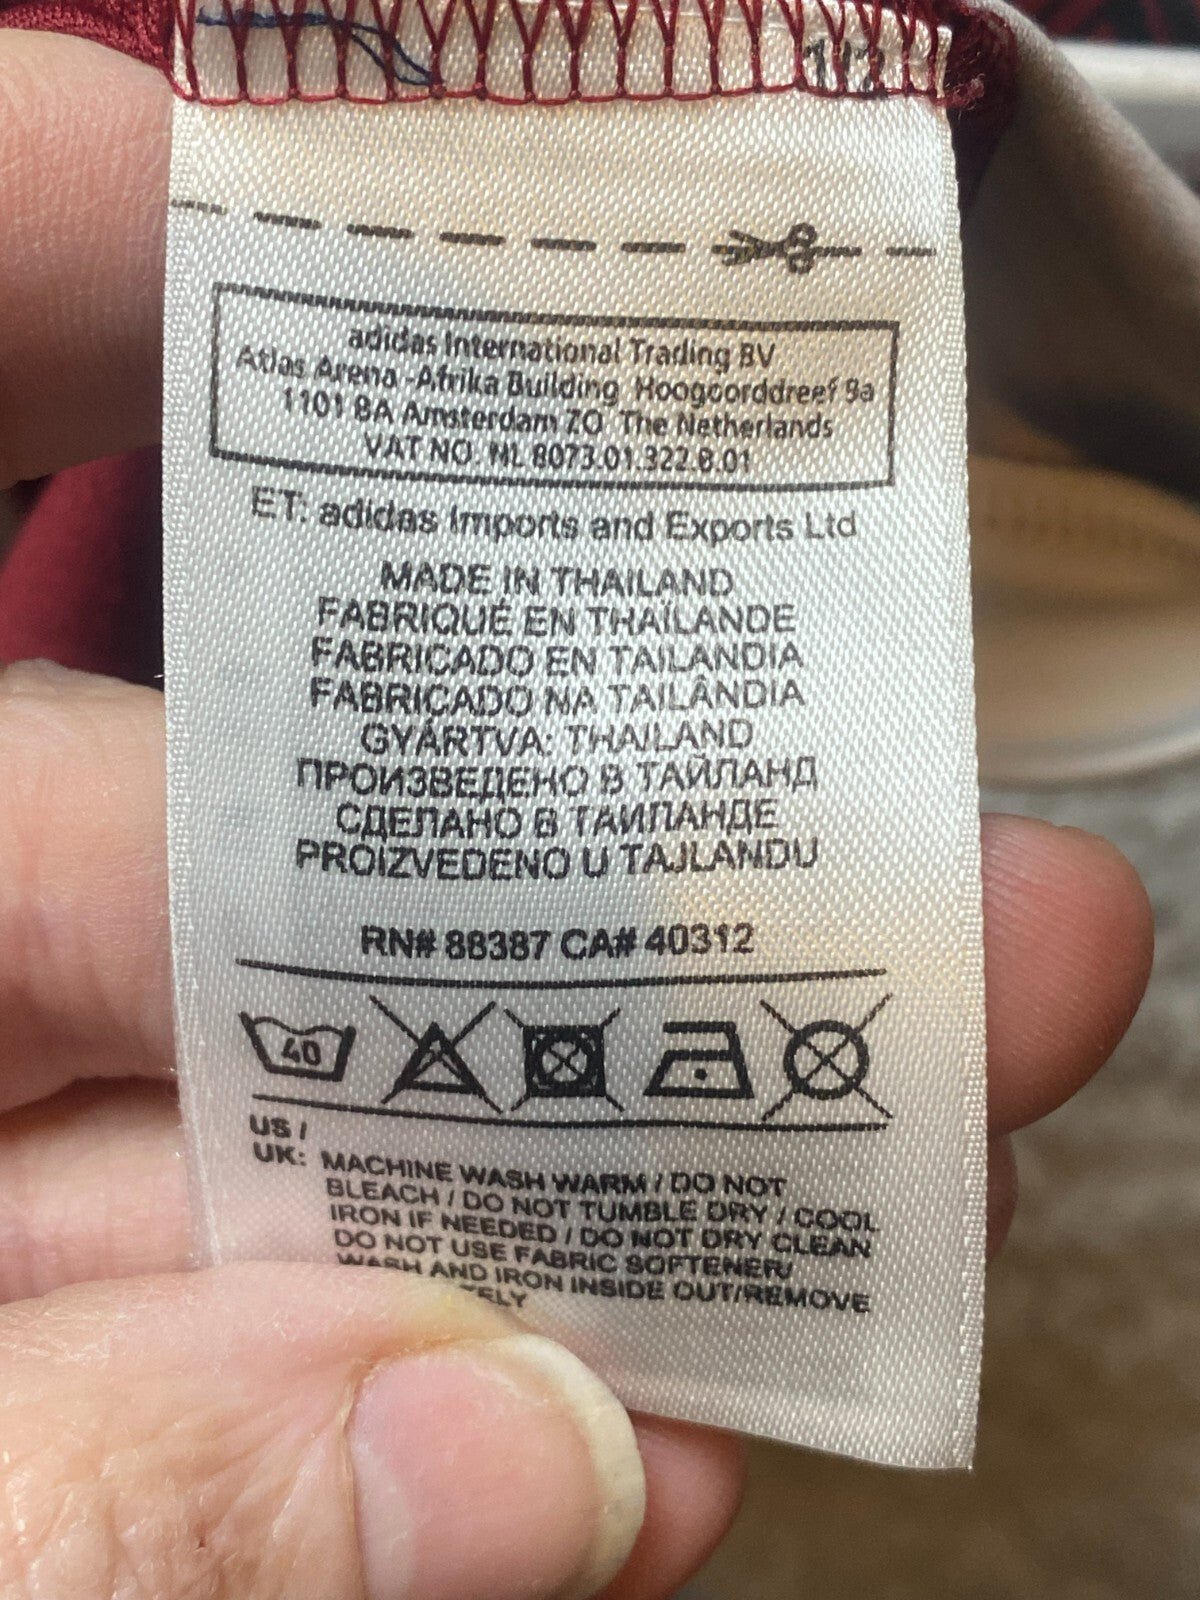 1/2
adidas International Trading BV
Atlas Arena -Afrika Building Hoogoorddreef 9a
1101 BA Amsterdam ZO The Netherlands
VAT NO. NL 8073.01.322.B.01
ET: adidas Imports and Exports Ltd
MADE IN THAILAND
FABRIQUÉ EN THAÏLANDE
FABRICADO EN TAILANDIA
FABRICADO NA TAILÂNDIA
GYÁRTVA: THAILAND
ПРОИЗВЕДЕНО В ТАЙЛАНД
СДЕЛАНО В ТАИЛАНДЕ
PROIZVEDENO U TAJLANDU
RN# 88387 CA# 40312
40
US /
UK: MACHINE WASH WARM / DO NOT
BLEACH / DO NOT TUMBLE DRY / COOL
IRON IF NEEDED / DO NOT DRY CLEAN
DO NOT USE FABRIC SOFTENER/
WASH AND IRON INSIDE OUT/REMOVE